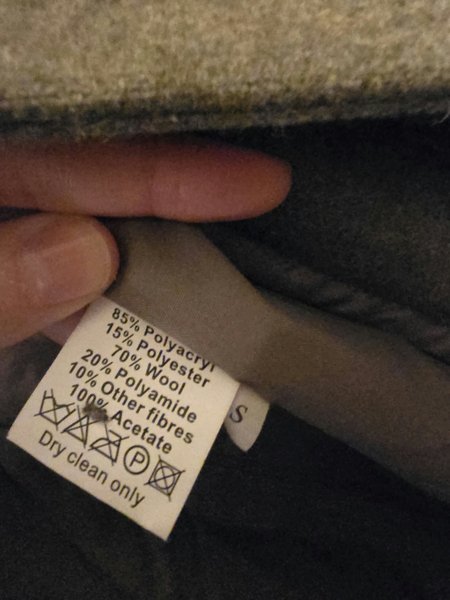 85% Polyacryl
15% Polyester
70% Wool
20% Polyamide
10% Other fibres
100% Acetate
P
Dry clean only
S